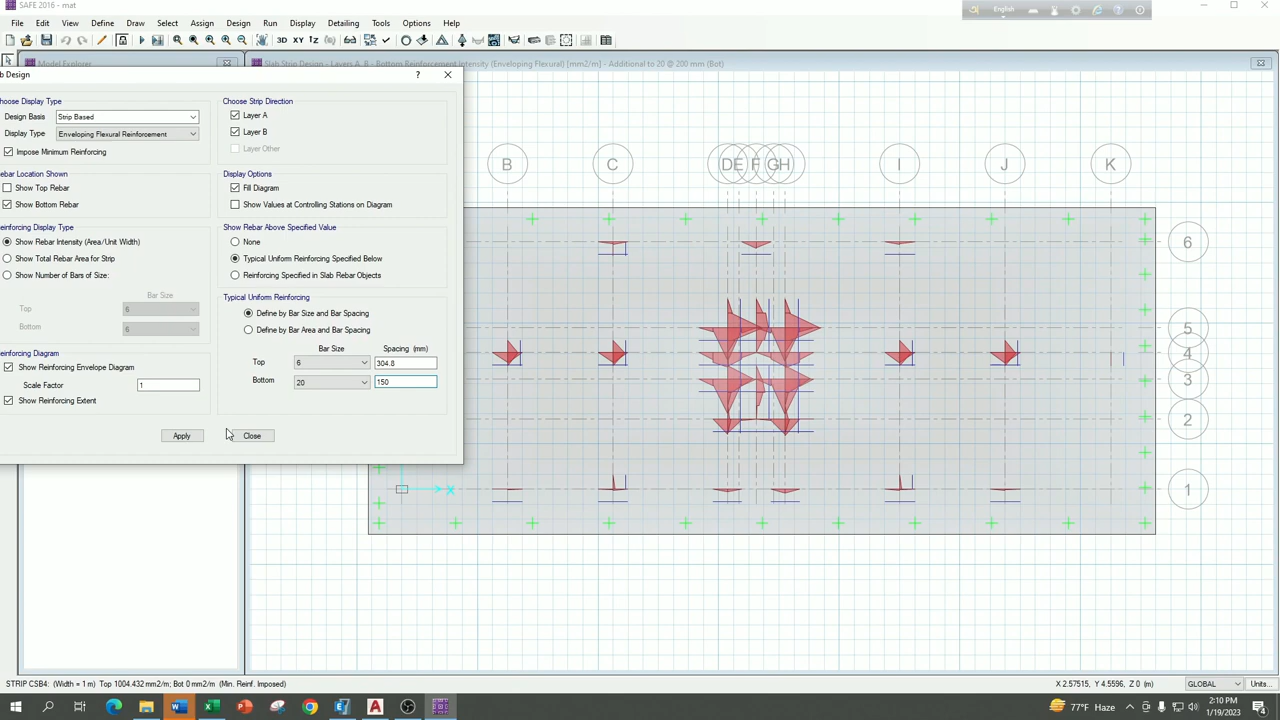 SAFE 2016 - mat
English
File Edit View Define Draw Select Assign Design Run Display Detailing Tools Options Help
3D XY
Model Explorer
Slab Strip Design - Layers A, B - Bottom Reinforcement Intensity (Enveloping Flexural) [mm2/m] - Additional to 20 @ 200 mm (Bot)
b Design
?
hoose Display Type
Design Basis Strip Based
Display Type Enveloping Flexural Reinforcement
Impose Minimum Reinforcing
ebar Location Shown
Show Top Rebar
Show Bottom Rebar
einforcing Display Type
Show Rebar Intensity (Area/Unit Width)
Show Total Rebar Area for Strip
Show Number of Bars of Size:
Bar Size
Top 6
Bottom 6
einforcing Diagram
Show Reinforcing Envelope Diagram
Scale Factor 1
Show Reinforcing Extent
Choose Strip Direction
Layer A
Layer B
Layer Other
Display Options
Fill Diagram
Show Values at Controlling Stations on Diagram
Show Rebar Above Specified Value
None
Typical Uniform Reinforcing Specified Below
Reinforcing Specified in Slab Rebar Objects
Typical Uniform Reinforcing
Define by Bar Size and Bar Spacing
Define by Bar Area and Bar Spacing
Bar Size Spacing (mm)
Top 6 304.8
Bottom 20 150
Apply Close
B C D E F G H I J K
6
5
4
3
2
1
X
STRIP CSB4: (Width = 1 m) Top 1004.432 mm2/m; Bot 0 mm2/m (Min. Reinf. Imposed)
X 2.57515, Y 4.5596, Z 0 (m)
GLOBAL
Units...
77°F Haze
2:10 PM
1/19/2023